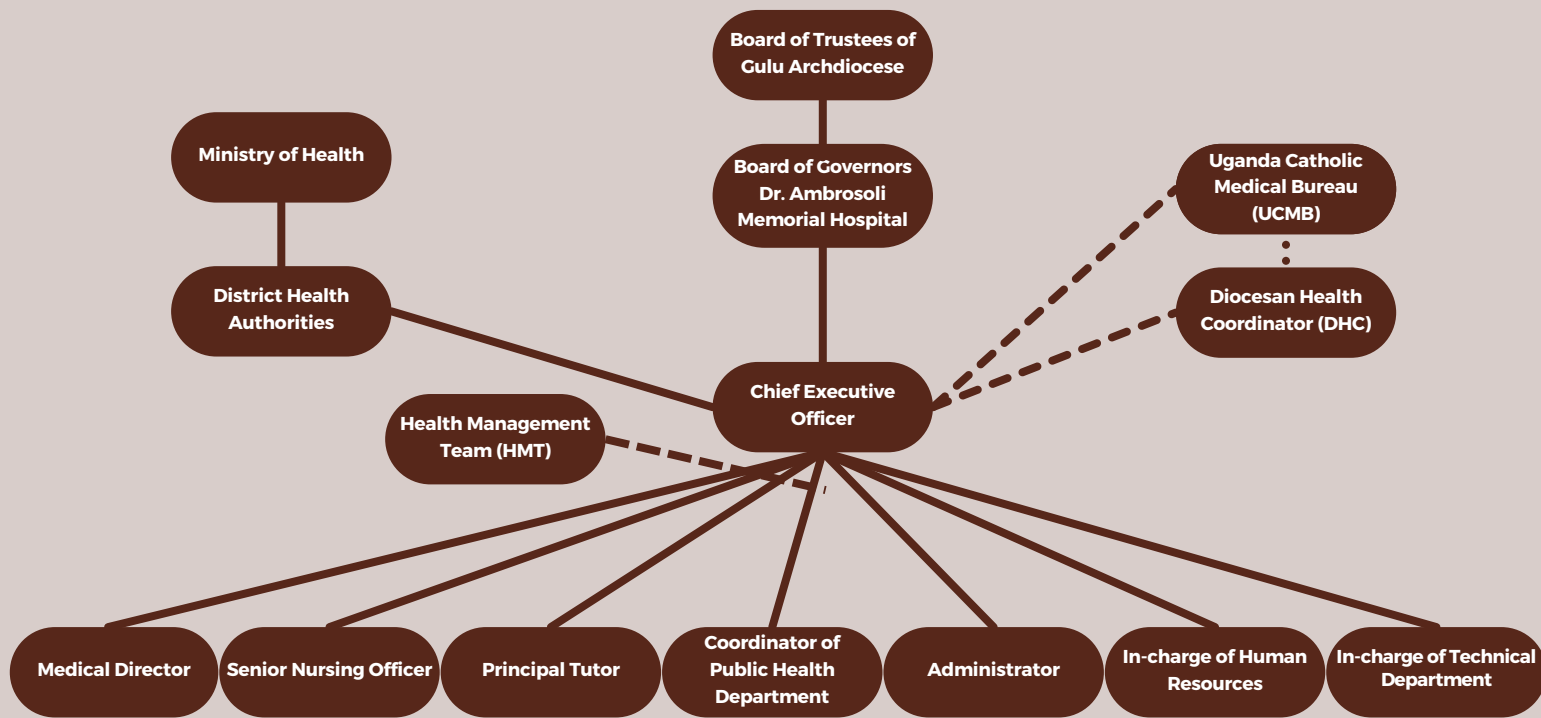 Board of Trustees of
Gulu Archdiocese
Ministry of Health
Board of Governors
Dr. Ambrosoli
Memorial Hospital
Uganda Catholic
Medical Bureau
(UCMB)
District Health
Authorities
Diocesan Health
Coordinator (DHC)
Chief Executive
Officer
Health Management
Team (HMT)
Medical Director
Senior Nursing Officer
Principal Tutor
Coordinator of
Public Health
Department
Administrator
In-charge of Human
Resources
In-charge of Technical
Department